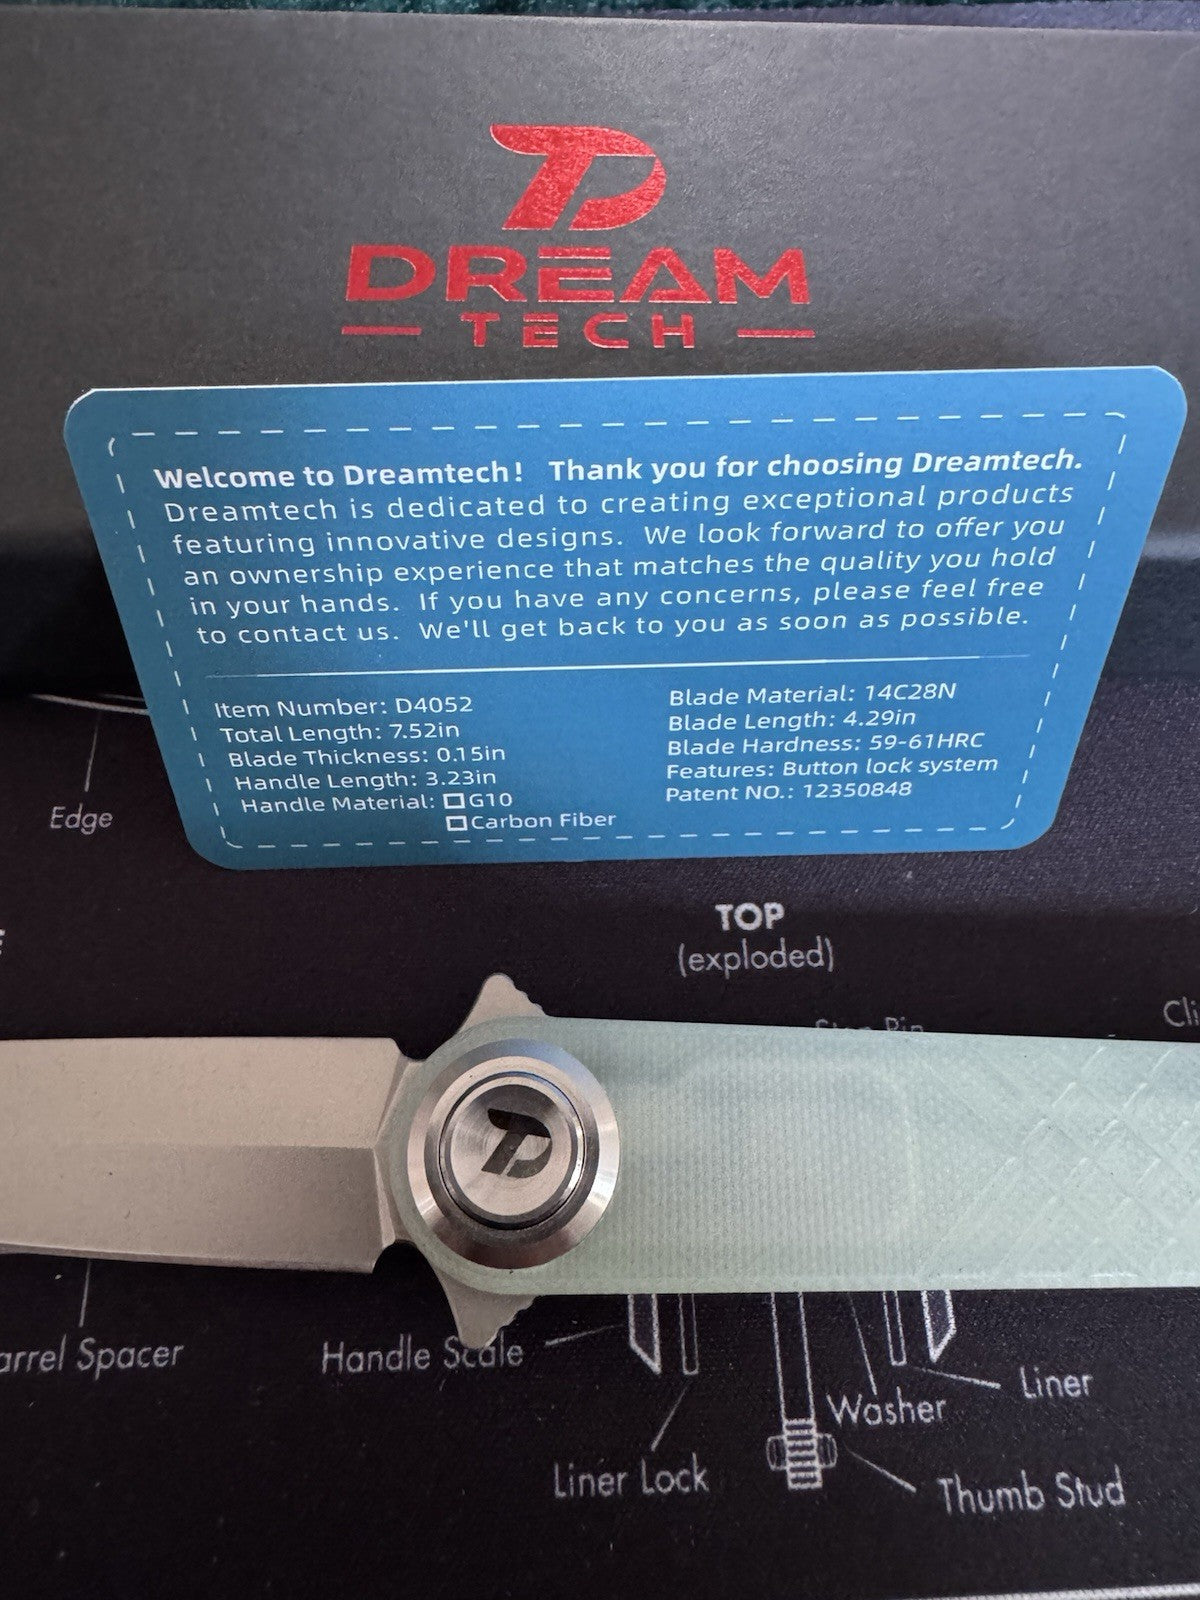 DREAM
TECH
Welcome to Dreamtech! Thank you for choosing Dreamtech.
Dreamtech is dedicated to creating exceptional products
featuring innovative designs. We look forward to offer you
an ownership experience that matches the quality you hold
in your hands. If you have any concerns, please feel free
to contact us. We'll get back to you as soon as possible.
Item Number: D4052
Total Length: 7.52in
Blade Thickness: 0.15in
Handle Length: 3.23in
Handle Material: □G10
□Carbon Fiber
Blade Material: 14C28N
Blade Length: 4.29in
Blade Hardness: 59-61HRC
Features: Button lock system
Patent NO.: 12350848
Edge
TOP
(exploded)
Stop Pin
Cli
arrel Spacer
Handle Scale
Liner
Washer
Liner Lock
Thumb Stud